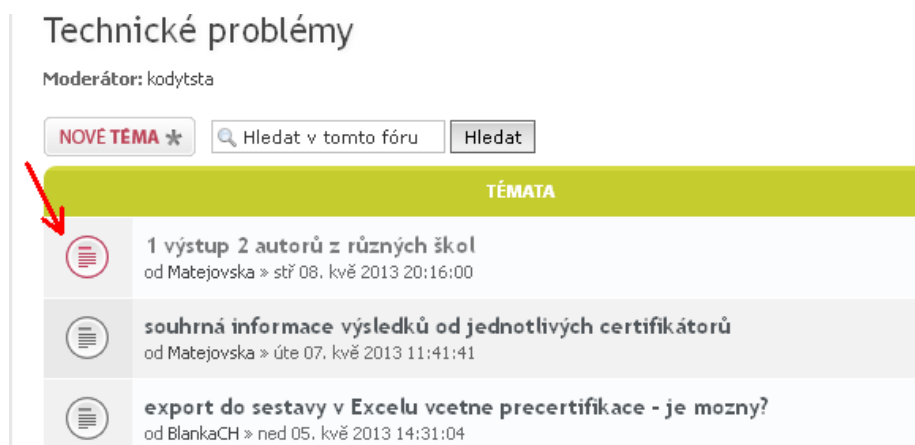 Technické problémy
Moderátor: kodytsta
NOVÉ TÉMA * Hledat v tomto fóru Hledat
TÉMATA
1 výstup 2 autorů z různých škol
od Matejovska » stř 08. kvě 2013 20:16:00
souhrná informace výsledků od jednotlivých certifikátorů
od Matejovska » úte 07. kvě 2013 11:41:41
export do sestavy v Excelu vcetne precertifikace - je mozny?
od BlankaCH » ned 05. kvě 2013 14:31:04